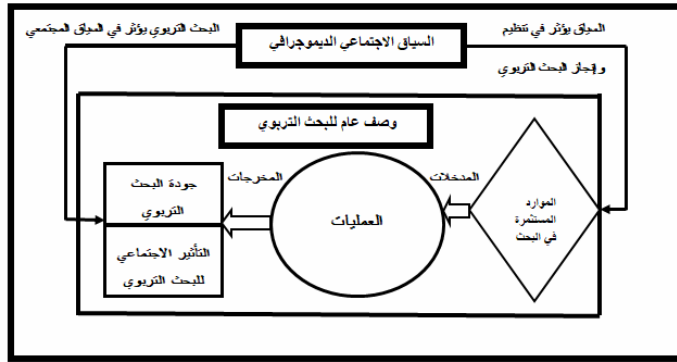 السياق يؤثر في تنظيم
وإنجاز البحث التربوي
السياق الاجتماعي الديموجرافي
البحث التربوي يؤثر في السياق المجتمعي
وصف عام للبحث التربوي
الموارد
المستثمرة
في البحث
المدخلات
العمليات
المخرجات
جودة البحث
التربوي
التأثير الاجتماعي
للبحث التربوي